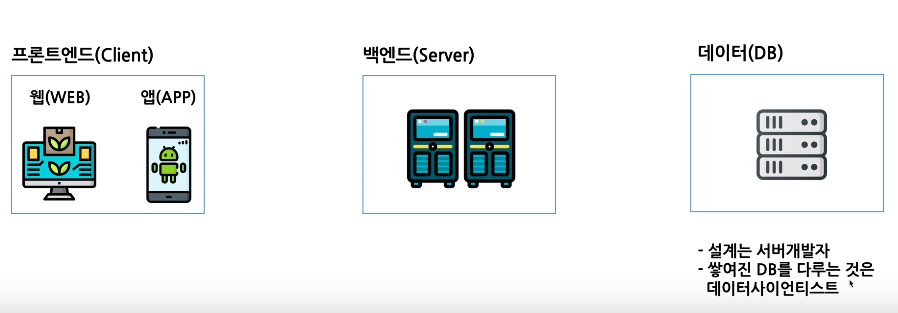 프론트엔드(Client)
웹(WEB)
앱(APP)
백엔드(Server)
데이터(DB)
- 설계는 서버개발자
- 쌓여진 DB를 다루는 것은
데이터사이언티스트